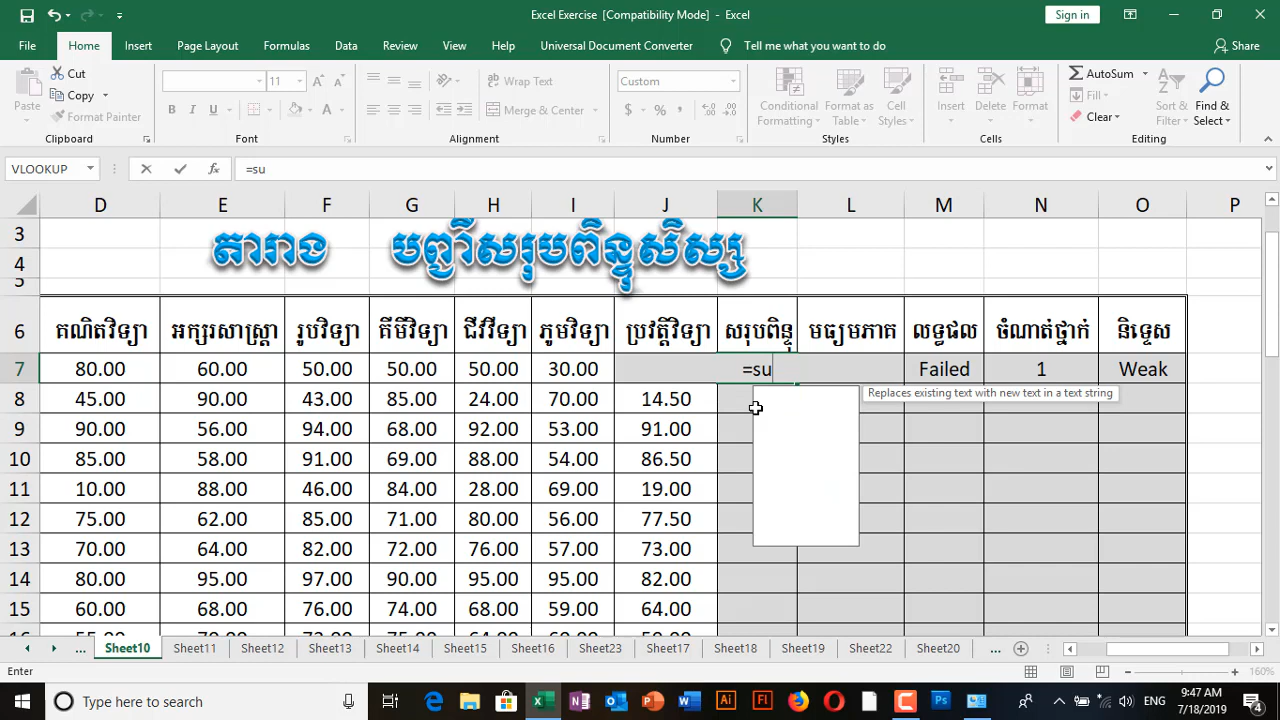 Excel Exercise [Compatibility Mode] - Excel
Sign in
File Home Insert Page Layout Formulas Data Review View Help Universal Document Converter Tell me what you want to do Share
Paste
Cut
Copy
Format Painter
Clipboard
11 A A
B I U
Font
Wrap Text
Merge & Center
Alignment
Custom
$ % ,
Number
Conditional Formatting
Format as Table
Cell Styles
Styles
Insert Delete Format
Cells
AutoSum
Fill
Clear
Sort & Filter
Find & Select
Editing
VLOOKUP fx =su
D E F G H I J K L M N O P
3
តារាង បញ្ជីសរុបពិន្ទុសិស្ស
4
5
6 គណិតវិទ្យា អក្សរសាស្ត្រា រូបវិទ្យា គីមីវិទ្យា ជីវវិទ្យា ភូមវិទ្យា ប្រវត្តិវិទ្យា សរុបពិន្ទុ មធ្យមភាគ លទ្ធផល ចំណាត់ថ្នាក់ និទ្ទេស
7 80.00 60.00 50.00 50.00 50.00 30.00 =su Failed 1 Weak
Replaces existing text with new text in a text string
8 45.00 90.00 43.00 85.00 24.00 70.00 14.50
9 90.00 56.00 94.00 68.00 92.00 53.00 91.00
10 85.00 58.00 91.00 69.00 88.00 54.00 86.50
11 10.00 88.00 46.00 84.00 28.00 69.00 19.00
12 75.00 62.00 85.00 71.00 80.00 56.00 77.50
13 70.00 64.00 82.00 72.00 76.00 57.00 73.00
14 80.00 95.00 97.00 90.00 95.00 95.00 82.00
15 60.00 68.00 76.00 74.00 68.00 59.00 64.00
... Sheet10 Sheet11 Sheet12 Sheet13 Sheet14 Sheet15 Sheet16 Sheet23 Sheet17 Sheet18 Sheet19 Sheet22 Sheet20 ...
Enter 160%
Type here to search
ENG
9:47 AM
7/18/2019